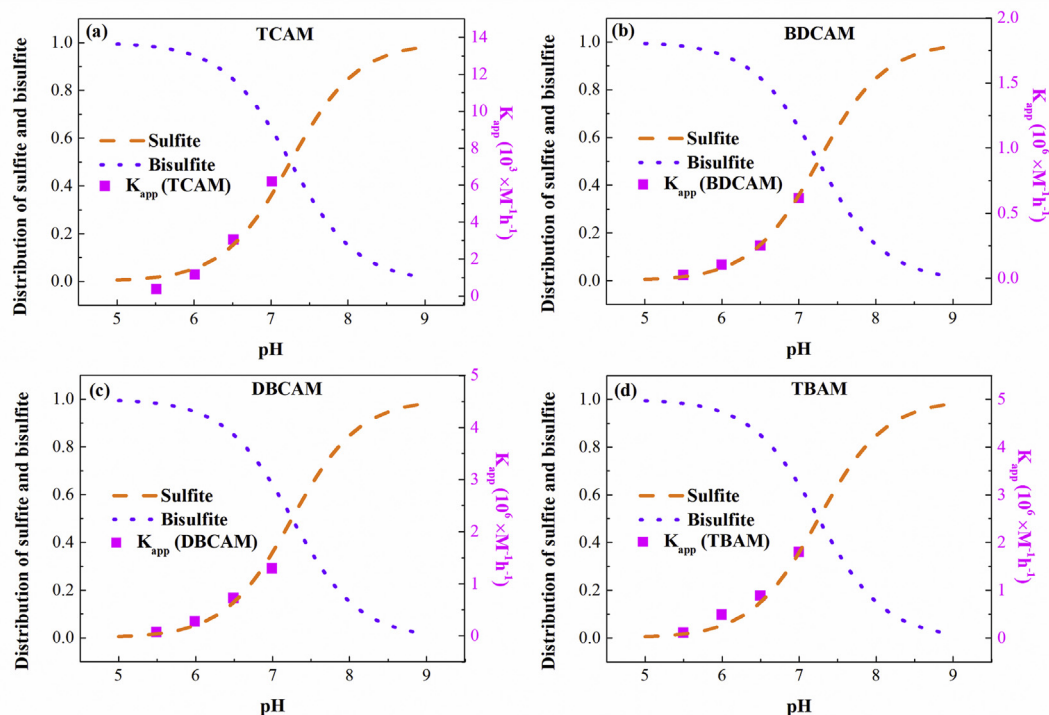 (a)
TCAM
Distribution of sulfite and bisulfite
1.0
0.8
0.6
0.4
0.2
0.0
Sulfite
Bisulfite
K_app (TCAM)
14
12
10
8
6
4
2
0
K_app (10³ ×M⁻¹h⁻¹)
5 6 7 8 9
pH
(b)
BDCAM
Distribution of sulfite and bisulfite
1.0
0.8
0.6
0.4
0.2
0.0
Sulfite
Bisulfite
K_app (BDCAM)
2.0
1.5
1.0
0.5
0.0
K_app (10⁶ ×M⁻¹h⁻¹)
5 6 7 8 9
pH
(c)
DBCAM
Distribution of sulfite and bisulfite
1.0
0.8
0.6
0.4
0.2
0.0
Sulfite
Bisulfite
K_app (DBCAM)
5
4
3
2
1
0
K_app (10⁶ ×M⁻¹h⁻¹)
5 6 7 8 9
pH
(d)
TBAM
Distribution of sulfite and bisulfite
1.0
0.8
0.6
0.4
0.2
0.0
Sulfite
Bisulfite
K_app (TBAM)
5
4
3
2
1
0
K_app (10⁶ ×M⁻¹h⁻¹)
5 6 7 8 9
pH